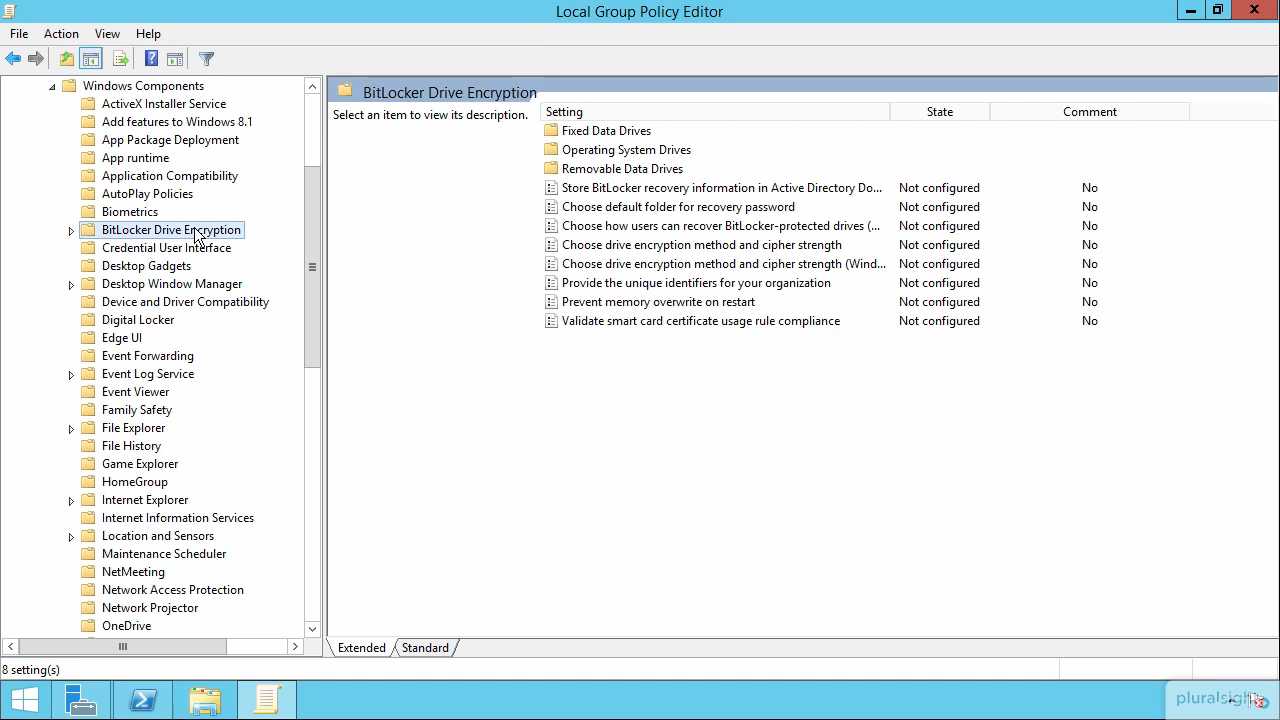 Local Group Policy Editor
File Action View Help
Windows Components
ActiveX Installer Service
Add features to Windows 8.1
App Package Deployment
App runtime
Application Compatibility
AutoPlay Policies
Biometrics
BitLocker Drive Encryption
Credential User Interface
Desktop Gadgets
Desktop Window Manager
Device and Driver Compatibility
Digital Locker
Edge UI
Event Forwarding
Event Log Service
Event Viewer
Family Safety
File Explorer
File History
Game Explorer
HomeGroup
Internet Explorer
Internet Information Services
Location and Sensors
Maintenance Scheduler
NetMeeting
Network Access Protection
Network Projector
OneDrive
BitLocker Drive Encryption
Select an item to view its description.
Setting State Comment
Fixed Data Drives
Operating System Drives
Removable Data Drives
Store BitLocker recovery information in Active Directory Do... Not configured No
Choose default folder for recovery password Not configured No
Choose how users can recover BitLocker-protected drives (... Not configured No
Choose drive encryption method and cipher strength Not configured No
Choose drive encryption method and cipher strength (Wind... Not configured No
Provide the unique identifiers for your organization Not configured No
Prevent memory overwrite on restart Not configured No
Validate smart card certificate usage rule compliance Not configured No
Extended Standard
8 setting(s)